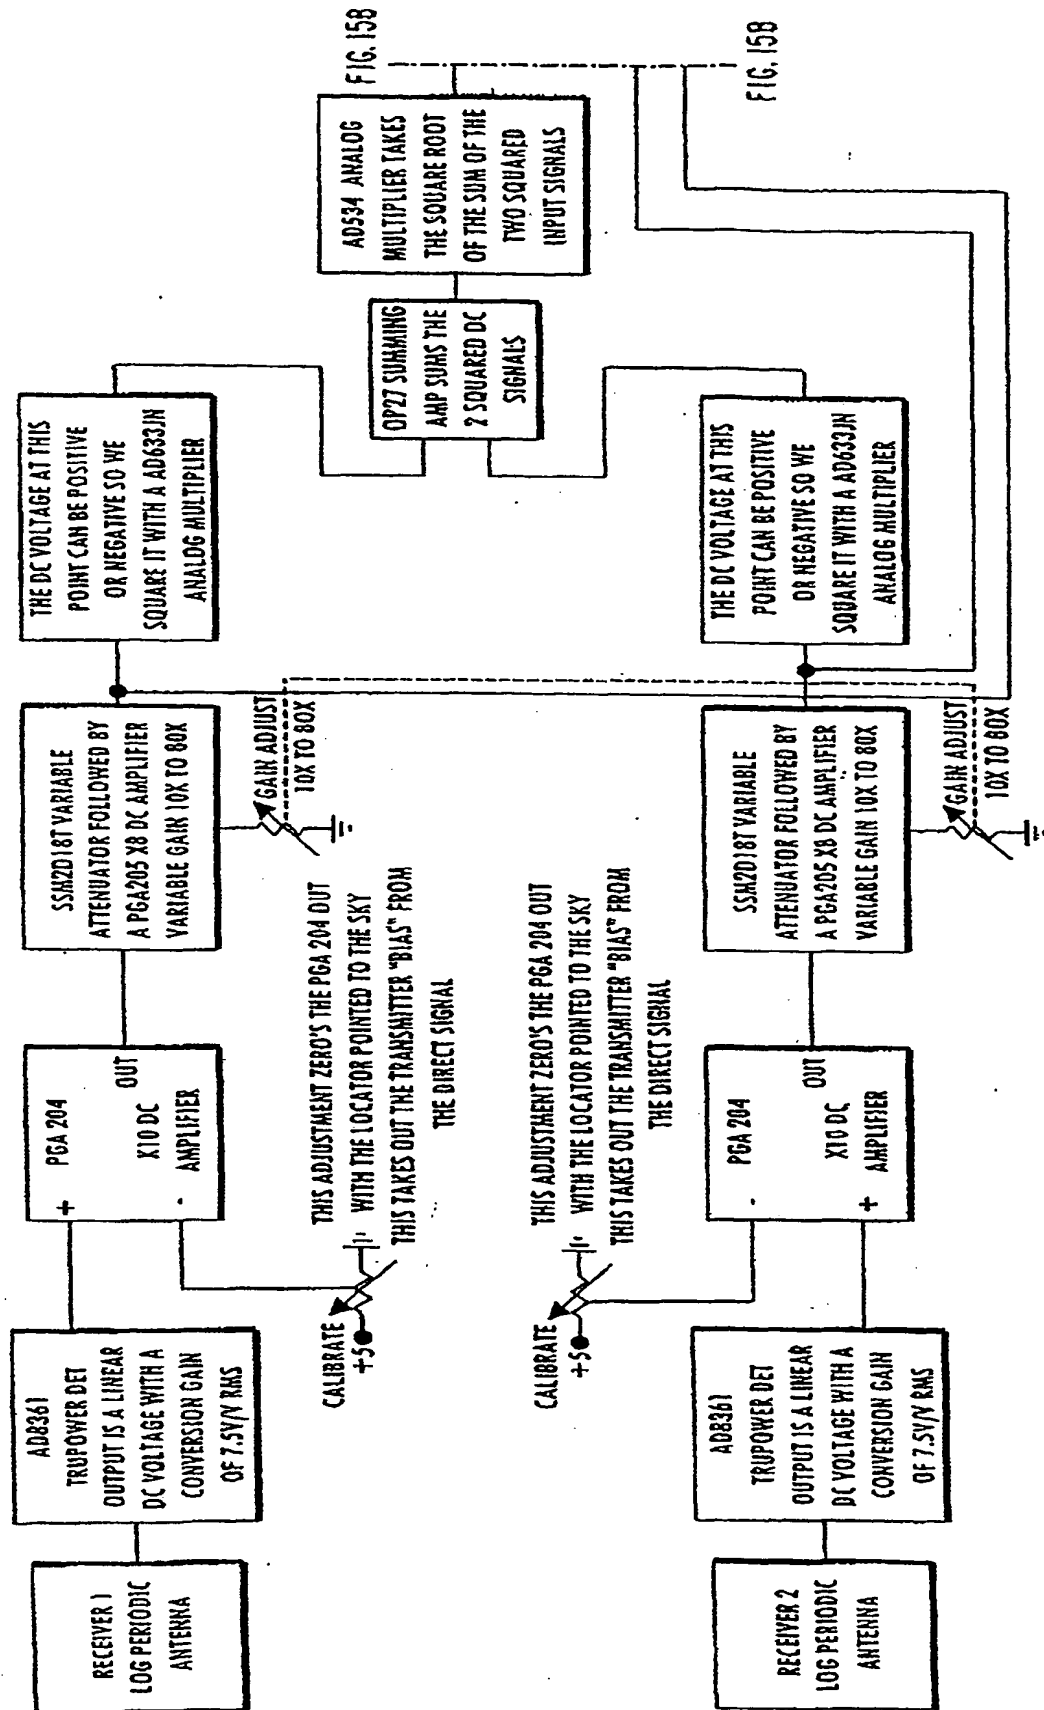 RECEIVER 1
LOG PERIODIC
ANTENNA
AD8361
TRUPOWER DET
OUTPUT IS A LINEAR
DC VOLTAGE WITH A
CONVERSION GAIN
OF 7.5V/V RMS
PGA 204
+
OUT
X10 DC
AMPLIFIER
-
CALIBRATE
+5
THIS ADJUSTMENT ZERO'S THE PGA 204 OUT
WITH THE LOCATOR POINTED TO THE SKY
THIS TAKES OUT THE TRANSMITTER "BIAS" FROM
THE DIRECT SIGNAL
SSM2D18T VARIABLE
ATTENUATOR FOLLOWED BY
A PGA205 X8 DC AMPLIFIER
VARIABLE GAIN 10X TO 80X
GAIN ADJUST
10X TO 80X
THE DC VOLTAGE AT THIS
POINT CAN BE POSITIVE
OR NEGATIVE SO WE
SQUARE IT WITH A AD633JN
ANALOG MULTIPLIER
OP27 SUMMING
AMP SUMS THE
2 SQUARED DC
SIGNALS
AD534 ANALOG
MULTIPLIER TAKES
THE SQUARE ROOT
OF THE SUM OF THE
TWO SQUARED
INPUT SIGNALS
FIG. 15B
RECEIVER 2
LOG PERIODIC
ANTENNA
AD8361
TRUPOWER DET
OUTPUT IS A LINEAR
DC VOLTAGE WITH A
CONVERSION GAIN
OF 7.5V/V RMS
CALIBRATE
+5
THIS ADJUSTMENT ZERO'S THE PGA 204 OUT
WITH THE LOCATOR POINTED TO THE SKY
THIS TAKES OUT THE TRANSMITTER "BIAS" FROM
THE DIRECT SIGNAL
PGA 204
-
OUT
X10 DC
AMPLIFIER
+
SSM2D18T VARIABLE
ATTENUATOR FOLLOWED BY
A PGA205 X8 DC AMPLIFIER
VARIABLE GAIN 10X TO 80X
GAIN ADJUST
10X TO 80X
THE DC VOLTAGE AT THIS
POINT CAN BE POSITIVE
OR NEGATIVE SO WE
SQUARE IT WITH A AD633JN
ANALOG MULTIPLIER
FIG. 15B